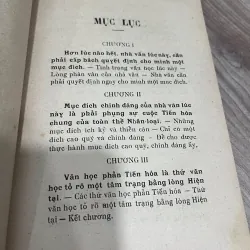 MỤC LỤC
CHƯƠNG I
Hơn lúc nào hết, nhà văn lúc này, cần
phải cấp bách quyết định cho mình một
mục đích. — Tình trạng văn học lúc này —
Lòng phân vân của nhà văn — Nhà văn cần
phải quyết định ngay cho mình một mục đích.
CHƯƠNG II
Mục đích chính đáng của nhà văn lúc
này là phải phụng sự cuộc Tiến hóa
chung của toàn thể Nhân-loại. — Những
mục đích ích kỷ và thiển cỏn — Chỉ có một
mục đích cao quý và chính đáng — Để cho được
thực hành mục đích cao quý, chính đáng ấy.
CHƯƠNG III
Văn học phần Tiến hóa là thứ văn
học tỏ rõ một tâm trạng bằng lòng Hiện
tại. — Các thứ văn học phần Tiến hóa — Thứ
văn học tỏ rõ một tâm trạng bằng lòng Hiện
tại — Kết chương.